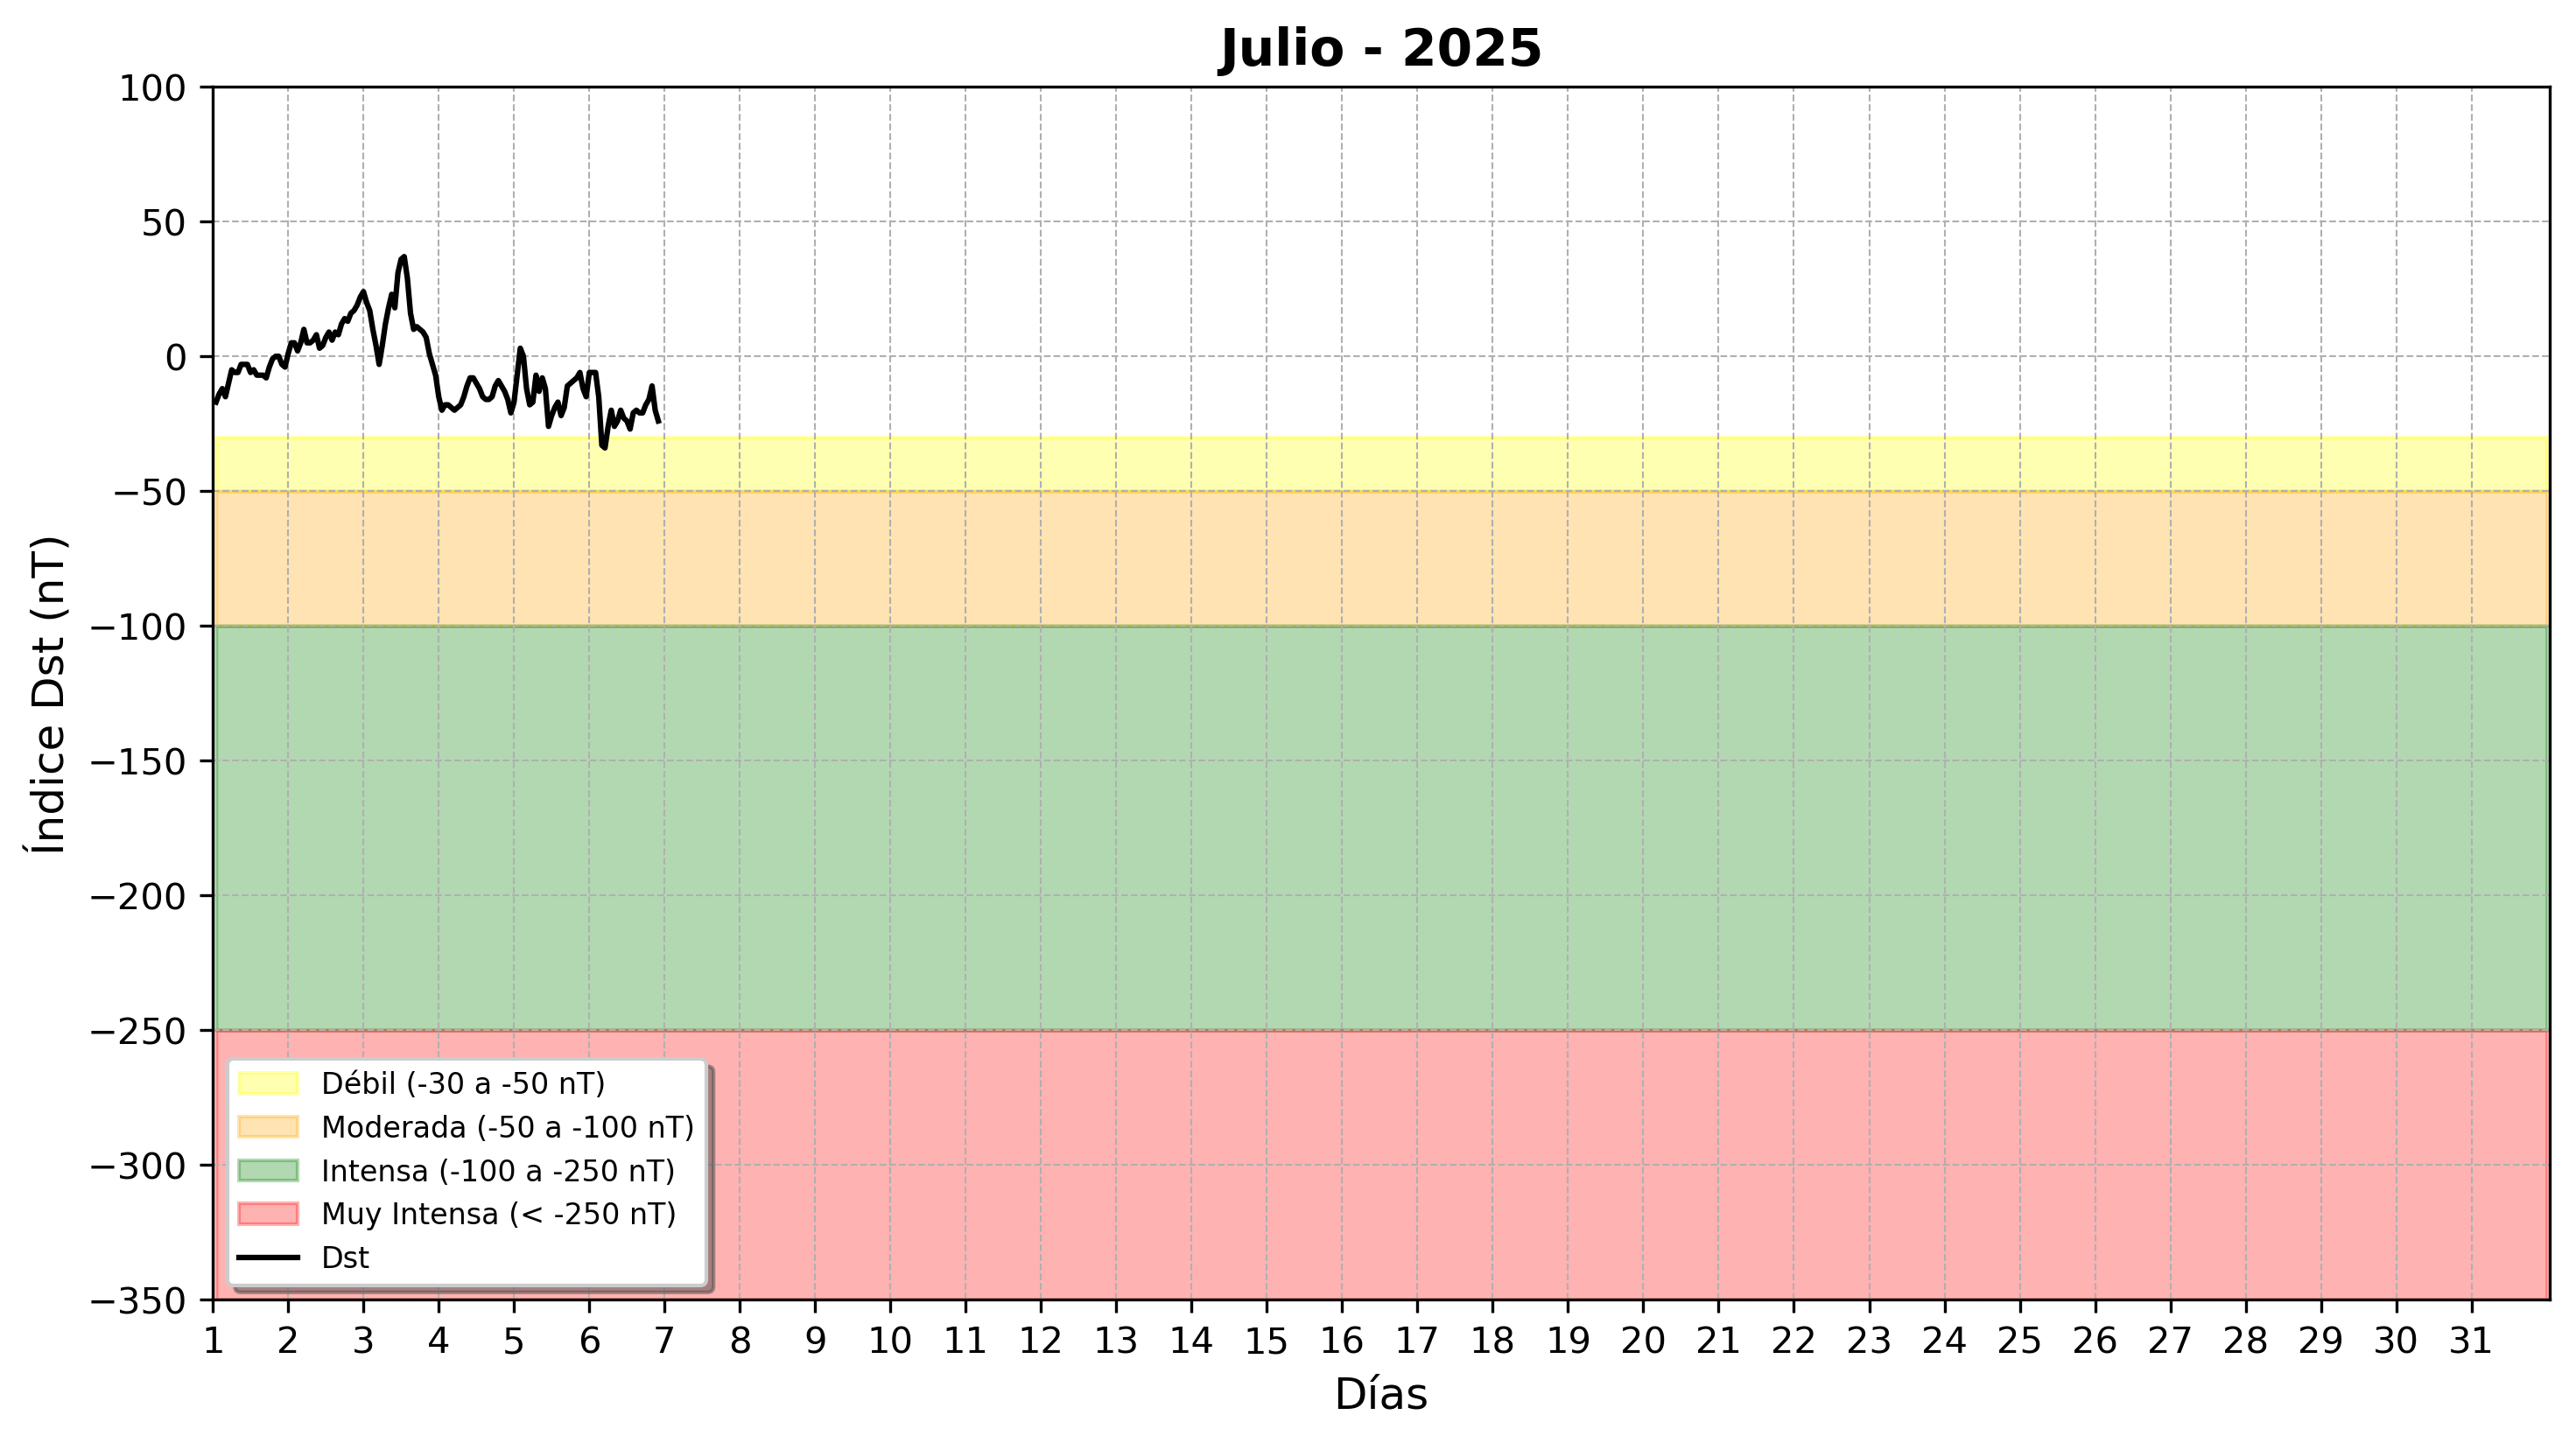 Julio - 2025
100
50
0
−50
−100
−150
−200
−250
−300
−350
Índice Dst (nT)
Débil (-30 a -50 nT)
Moderada (-50 a -100 nT)
Intensa (-100 a -250 nT)
Muy Intensa (< -250 nT)
Dst
1 2 3 4 5 6 7 8 9 10 11 12 13 14 15 16 17 18 19 20 21 22 23 24 25 26 27 28 29 30 31
Días